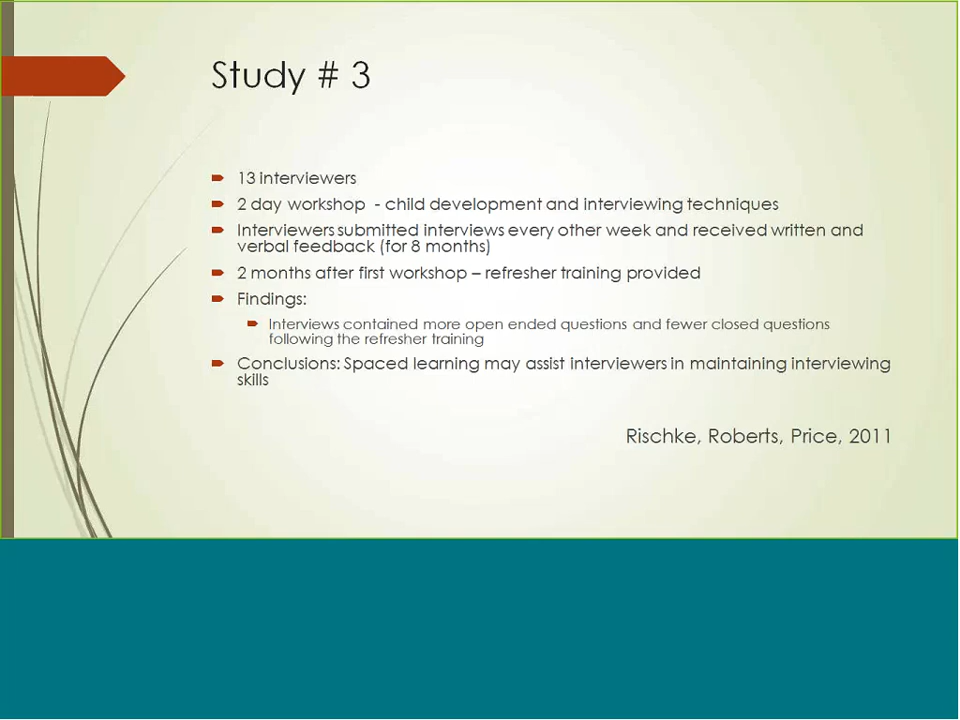 Study # 3
13 interviewers
2 day workshop - child development and interviewing techniques
Interviewers submitted interviews every other week and received written and
verbal feedback (for 8 months)
2 months after first workshop – refresher training provided
Findings:
Interviews contained more open ended questions and fewer closed questions
following the refresher training
Conclusions: Spaced learning may assist interviewers in maintaining interviewing
skills
Rischke, Roberts, Price, 2011